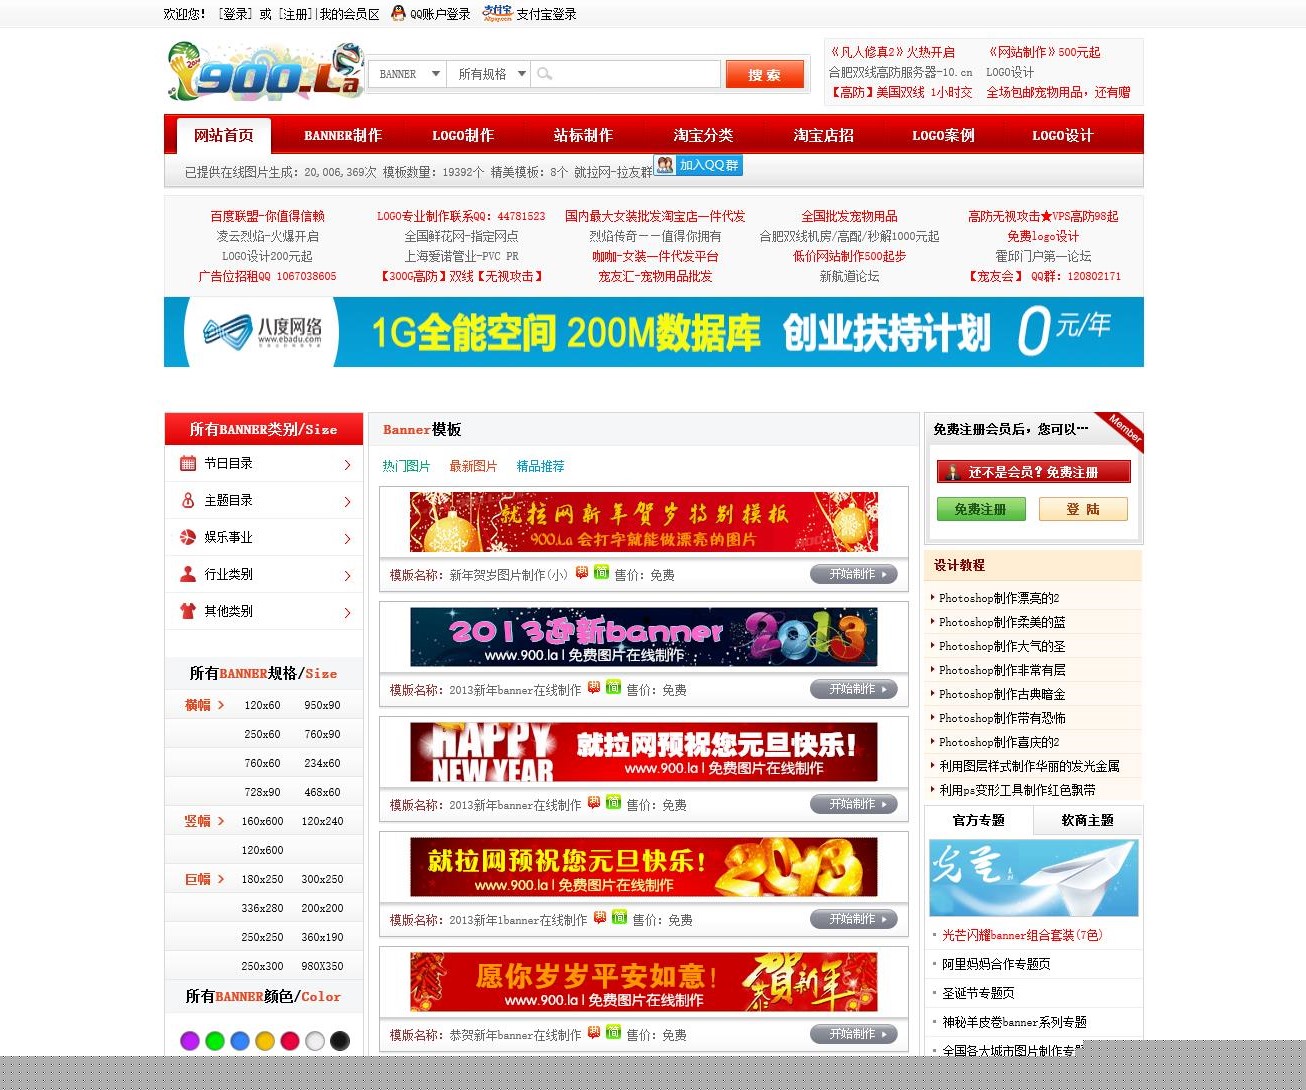 欢迎您! [登录] 或 [注册]||我的会员区 QQ账户登录 支付宝 支付宝登录
900.La
BANNER 所有规格 搜 索
《凡人修真2》火热开启 《网站制作》500元起
合肥双线高防服务器-10.cn LOGO设计
【高防】美国双线 1小时交 全场包邮宠物用品，还有赠
网站首页 BANNER制作 LOGO制作 站标制作 淘宝分类 淘宝店招 LOGO案例 LOGO设计
已提供在线图片生成：20,006,369次 模板数量：19392个 精美模板：8个 就拉网-拉友群 加入QQ群
百度联盟-你值得信赖 LOGO专业制作联系QQ：44781523 国内最大女装批发淘宝店一件代发 全国批发宠物用品 高防无视攻击★VPS高防98起
凌云烈焰-火爆开启 全国鲜花网-指定网点 烈焰传奇——值得你拥有 合肥双线机房/高配/秒解1000元起 免费logo设计
LOGO设计200元起 上海爱诺管业-PVC PR 咖咖-女装一件代发平台 低价网站制作500起步 霍邱门户第一论坛
广告位招租QQ 1067038605 【300G高防】双线【无视攻击】 宠友汇-宠物用品批发 新航道论坛 【宠友会】 QQ群：120802171
八度网络
www.ebadu.com
1G全能空间 200M数据库 创业扶持计划 0元/年
所有BANNER类别/Size
节日目录
主题目录
娱乐事业
行业类别
其他类别
所有BANNER规格/Size
横幅 120x60 950x90
250x60 760x90
760x60 234x60
728x90 468x60
竖幅 160x600 120x240
120x600
巨幅 180x250 300x250
336x280 200x200
250x250 360x190
250x300 980X350
所有BANNER颜色/Color
Banner模板
热门图片 最新图片 精品推荐
就拉网新年贺岁特别模板
900.La 会打字就能做漂亮的图片
模版名称：新年贺岁图片制作(小) 热 简 售价：免费 开始制作
2013迎新banner 2013
www.900.la | 免费图片在线制作
模版名称：2013新年banner在线制作 热 简 售价：免费 开始制作
HAPPY NEW YEAR
就拉网预祝您元旦快乐!
www.900.la | 免费图片在线制作
模版名称：2013新年banner在线制作 热 简 售价：免费 开始制作
就拉网预祝您元旦快乐! 2013
www.900.la | 免费图片在线制作
模版名称：2013新年1banner在线制作 热 简 售价：免费 开始制作
愿你岁岁平安如意! 恭贺新年
www.900.la | 免费图片在线制作
模版名称：恭贺新年banner在线制作 热 简 售价：免费 开始制作
免费注册会员后，您可以… Member
还不是会员?免费注册
免费注册 登 陆
设计教程
Photoshop制作漂亮的2
Photoshop制作柔美的蓝
Photoshop制作大气的圣
Photoshop制作非常有层
Photoshop制作古典暗金
Photoshop制作带有恐怖
Photoshop制作喜庆的2
利用图层样式制作华丽的发光金属
利用ps变形工具制作红色飘带
官方专题 软商主题
光芒
光芒闪耀banner组合套装(7色)
阿里妈妈合作专题页
圣诞节专题页
神秘羊皮卷banner系列专题
全国各大城市图片制作专题